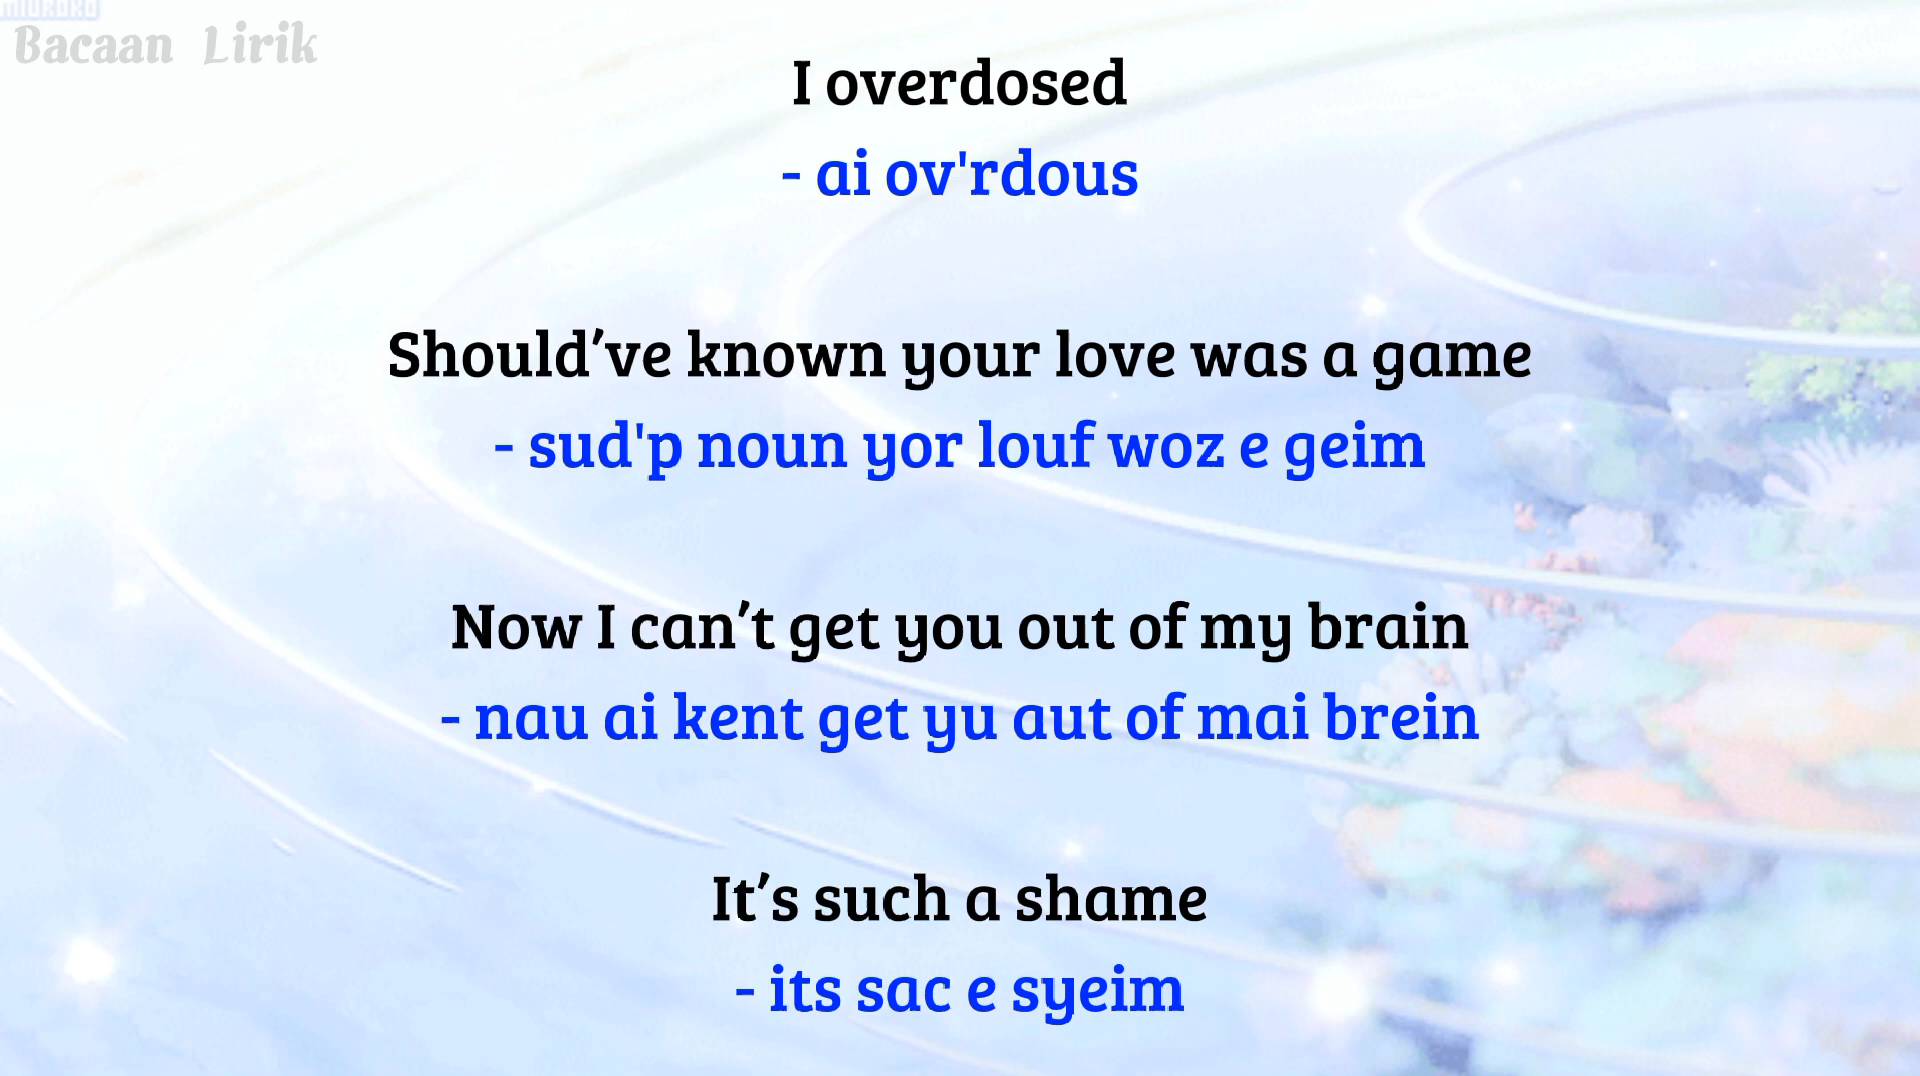 MIUROKO
Bacaan Lirik
I overdosed
- ai ov'rdous
Should’ve known your love was a game
- sud'p noun yor louf woz e geim
Now I can’t get you out of my brain
- nau ai kent get yu aut of mai brein
It’s such a shame
- its sac e syeim